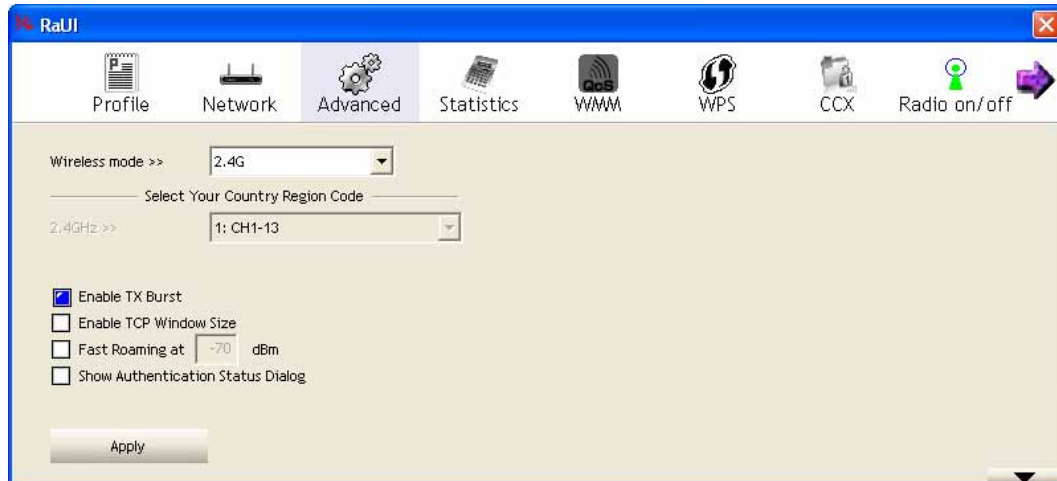 RaUI
Profile Network Advanced Statistics QoS WMM WPS CCX Radio on/off
Wireless mode >> 2.4G
Select Your Country Region Code
2.4GHz >> 1: CH1-13
Enable TX Burst
Enable TCP Window Size
Fast Roaming at -70 dBm
Show Authentication Status Dialog
Apply